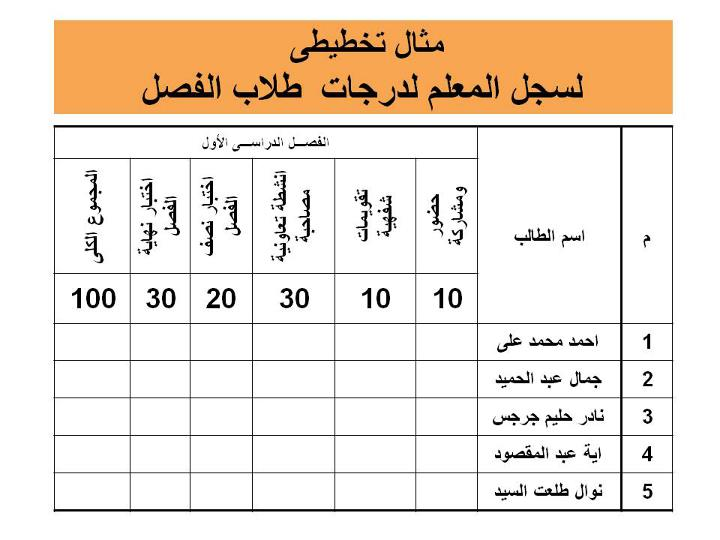 مثال تخطيطى
لسجل المعلم لدرجات طلاب الفصل
م
اسم الطالب
الفصـــل الدراســـى الأول
حضور
ومشاركة
تقويمات
شفهية
انشطة تعاونية
مصاحبة
اختبار نصف
الفصل
اختبار نهاية
الفصل
المجموع الكلى
10
10
30
20
30
100
1 احمد محمد على
2 جمال عبد الحميد
3 نادر حليم جرجس
4 اية عبد المقصود
5 نوال طلعت السيد